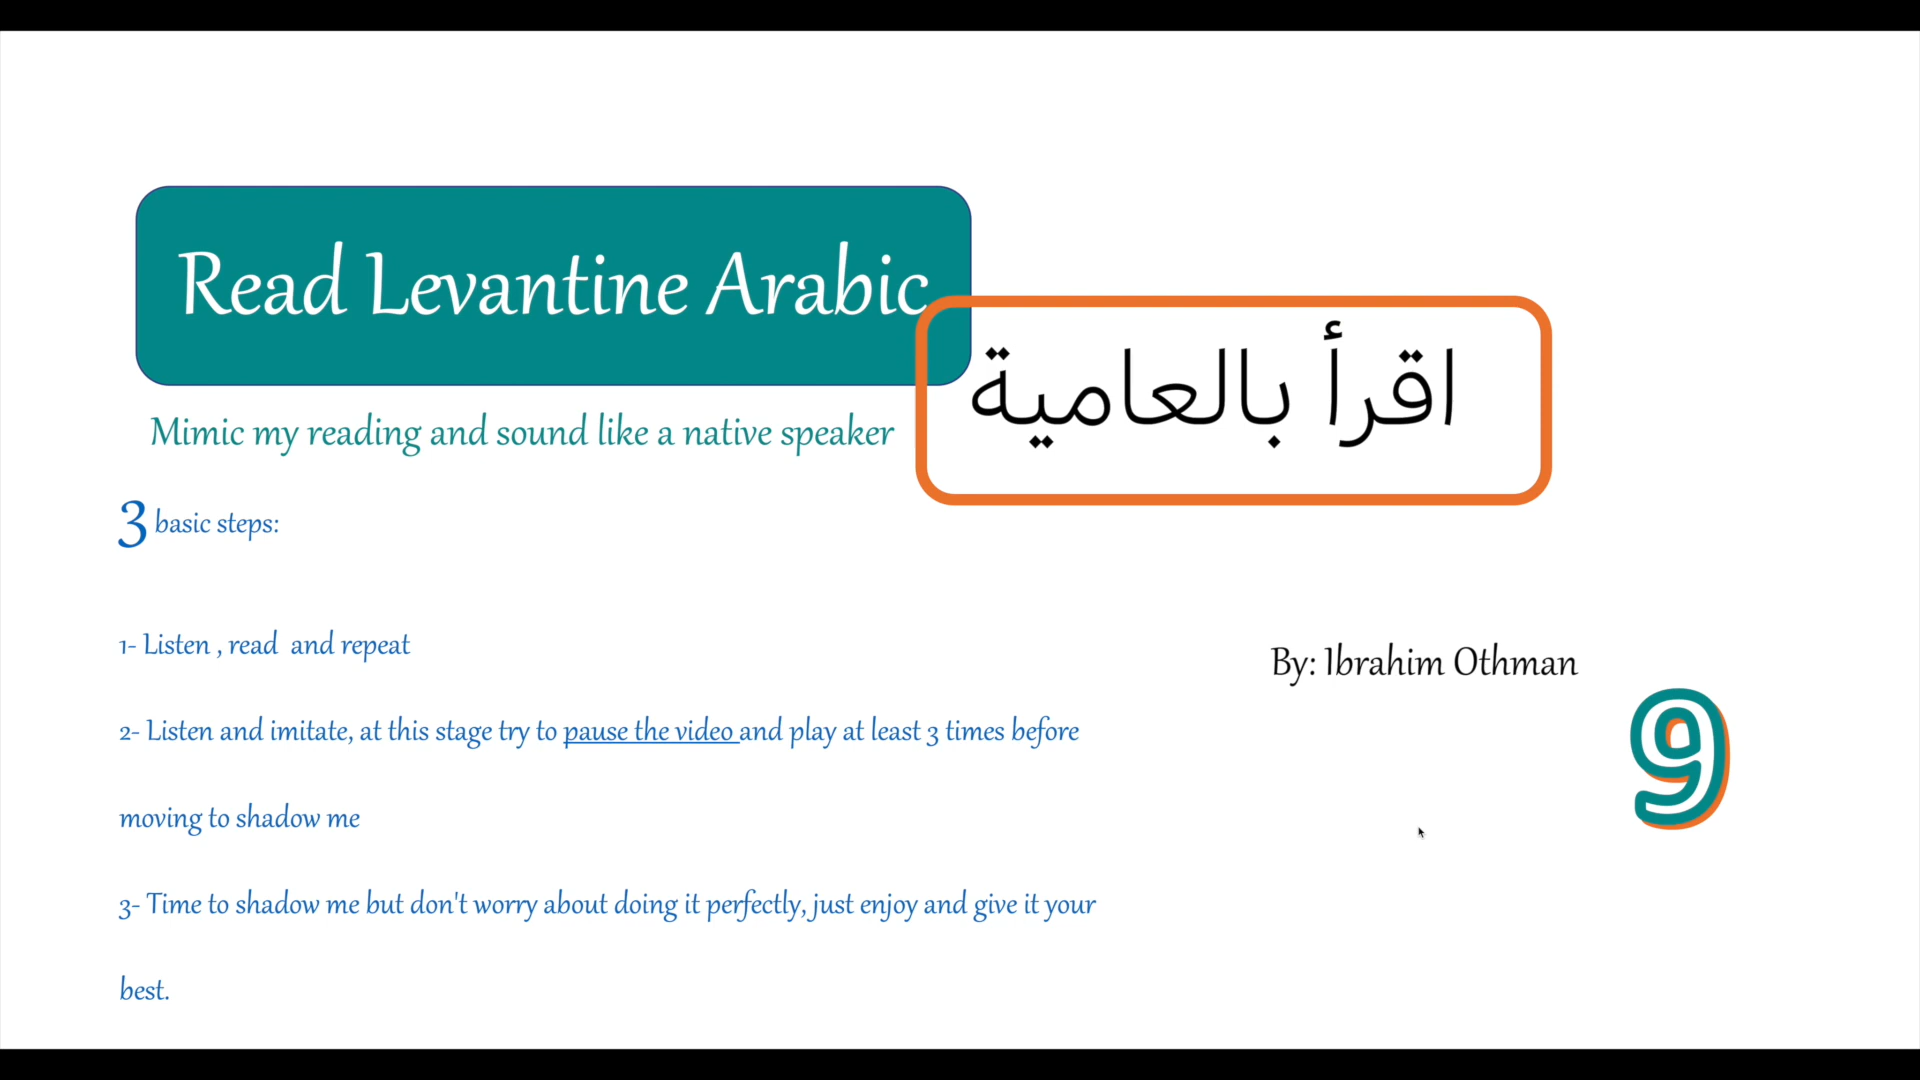 Read Levantine Arabic
اقرأ بالعامية
Mimic my reading and sound like a native speaker
3 basic steps:
1- Listen , read  and repeat
By: Ibrahim Othman
2- Listen and imitate, at this stage try to pause the video and play at least 3 times before
moving to shadow me
9
3- Time to shadow me but don't worry about doing it perfectly, just enjoy and give it your
best.